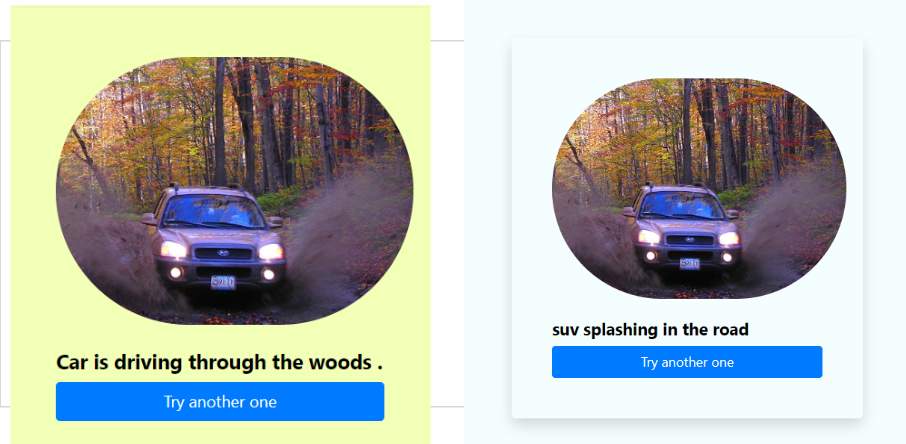 Car is driving through the woods .
Try another one
suv splashing in the road
Try another one